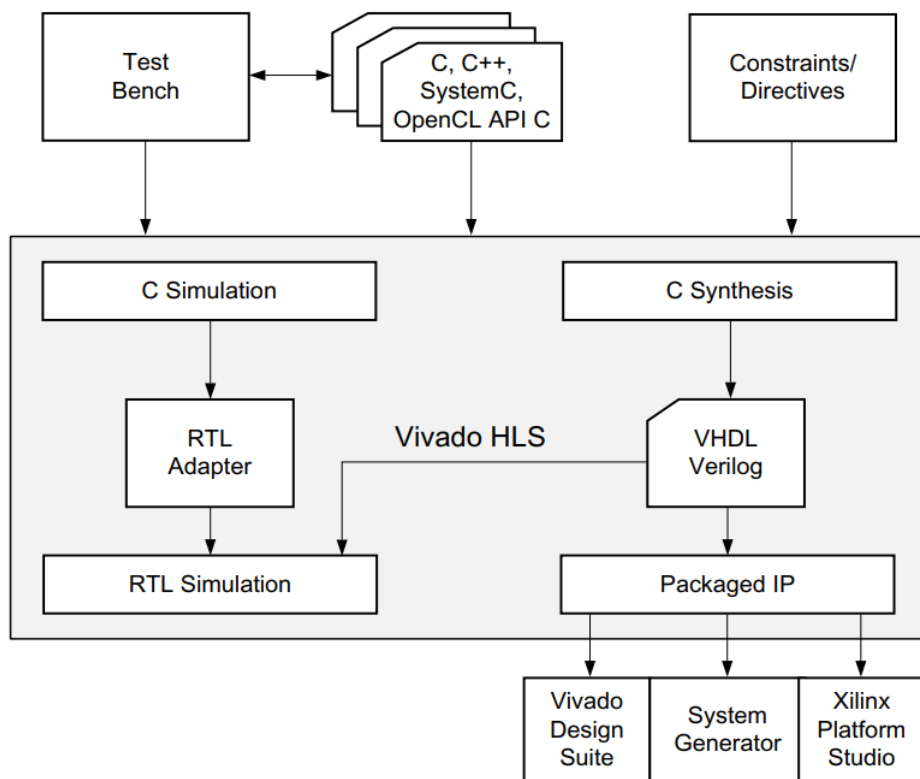 Test
Bench
C, C++,
SystemC,
OpenCL API C
Constraints/
Directives
C Simulation
C Synthesis
RTL
Adapter
Vivado HLS
VHDL
Verilog
RTL Simulation
Packaged IP
Vivado
Design
Suite
System
Generator
Xilinx
Platform
Studio